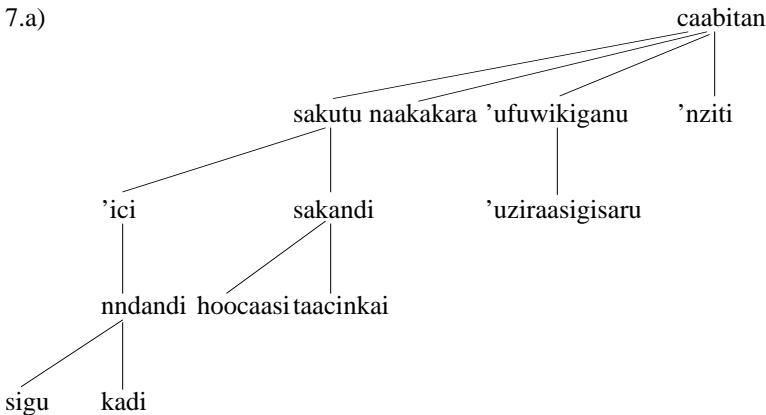 7.a) caabitan
sakutu naakakara ’ufuwikiganu ’nziti
’ici sakandi ’uziraasigisaru
nndandi hoocaasi taacinkai
sigu kadi